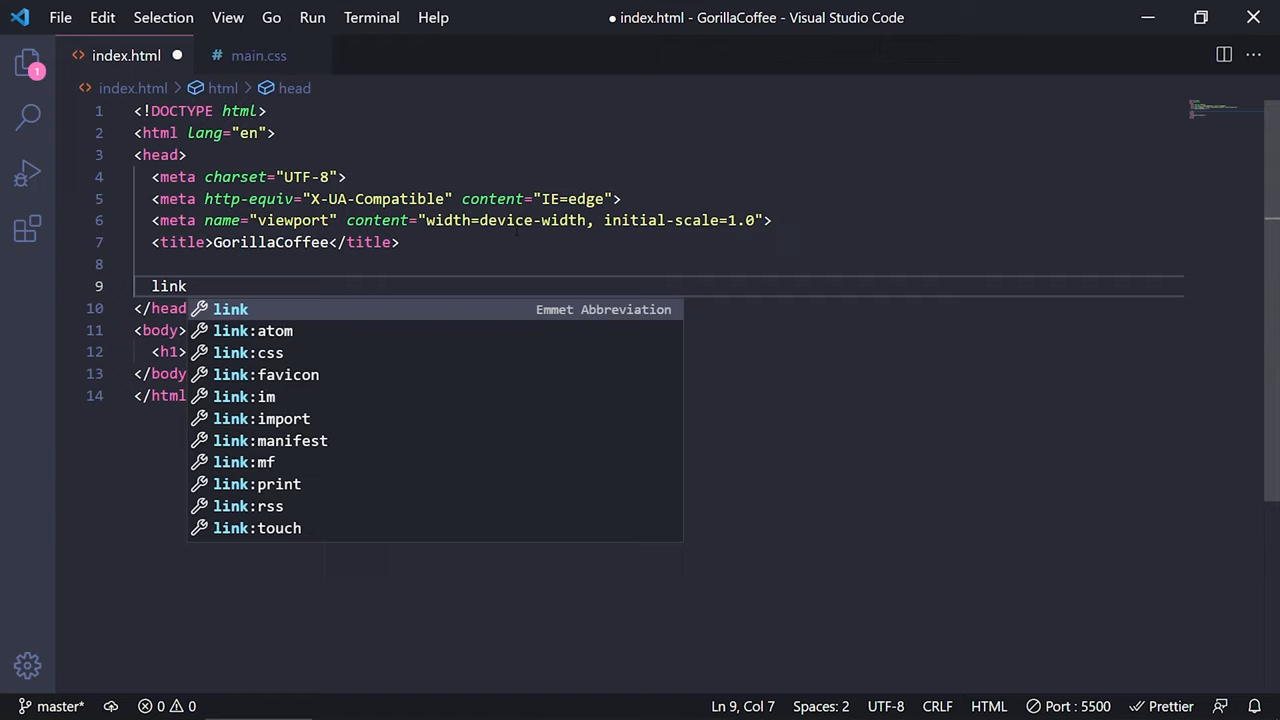 File Edit Selection View Go Run Terminal Help ● index.html - GorillaCoffee - Visual Studio Code
<> index.html ● # main.css
1
<> index.html > html > head
1 <!DOCTYPE html>
2 <html lang="en">
3 <head>
4 <meta charset="UTF-8">
5 <meta http-equiv="X-UA-Compatible" content="IE=edge">
6 <meta name="viewport" content="width=device-width, initial-scale=1.0">
7 <title>GorillaCoffee</title>
8
9 link
10 </head link Emmet Abbreviation
11 <body> link:atom
12 <h1> link:css
13 </body link:favicon
14 </html link:im
link:import
link:manifest
link:mf
link:print
link:rss
link:touch
master* 0 0 Ln 9, Col 7 Spaces: 2 UTF-8 CRLF HTML Port : 5500 Prettier